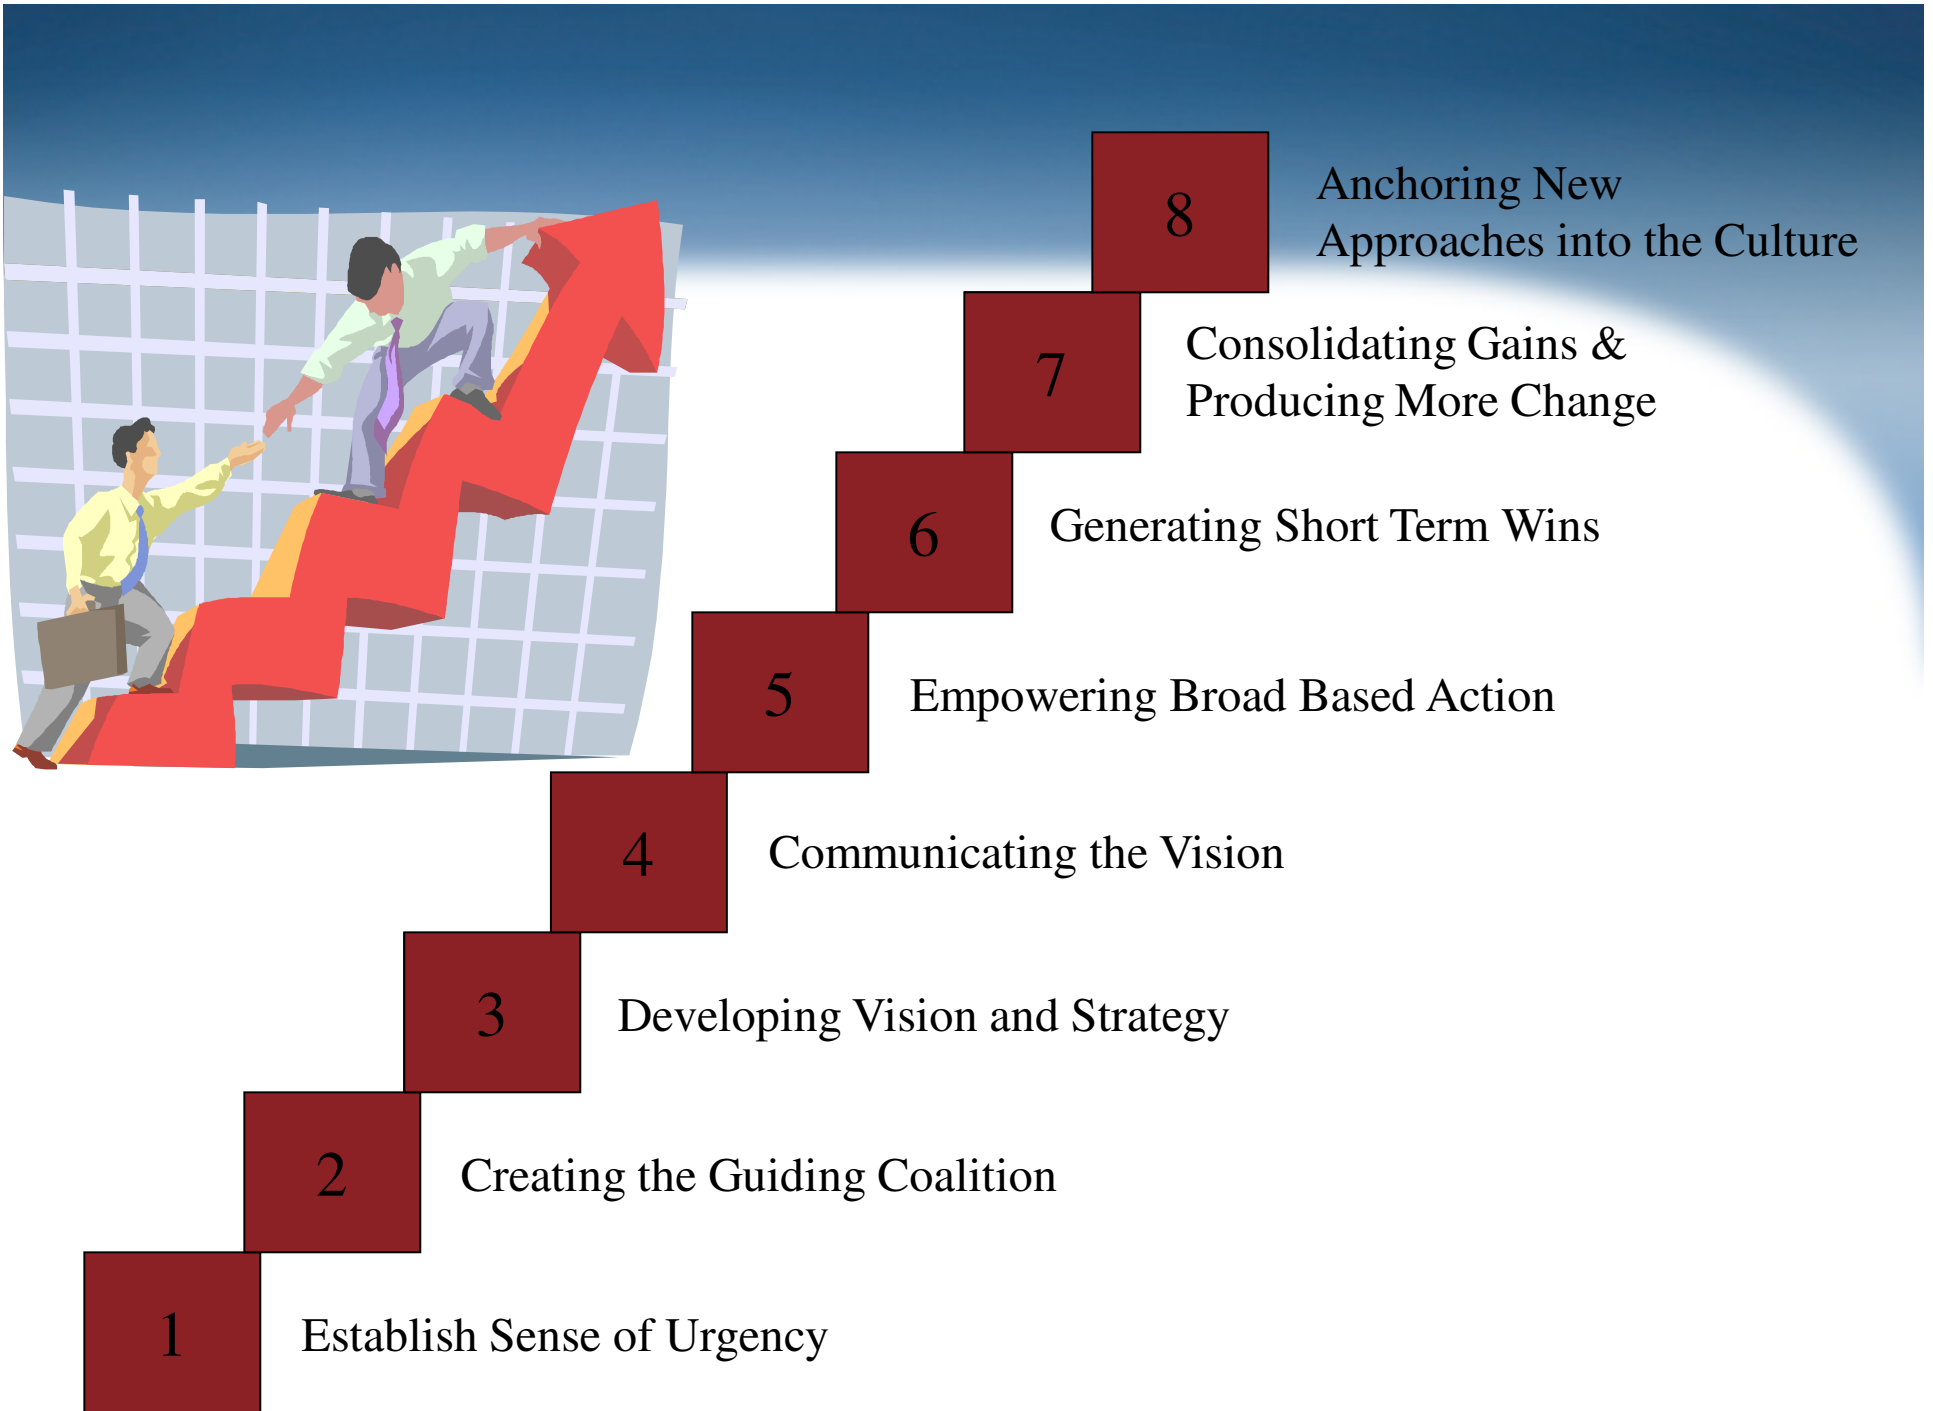 8
Anchoring New
Approaches into the Culture
7
Consolidating Gains &
Producing More Change
6
Generating Short Term Wins
5
Empowering Broad Based Action
4
Communicating the Vision
3
Developing Vision and Strategy
2
Creating the Guiding Coalition
1
Establish Sense of Urgency